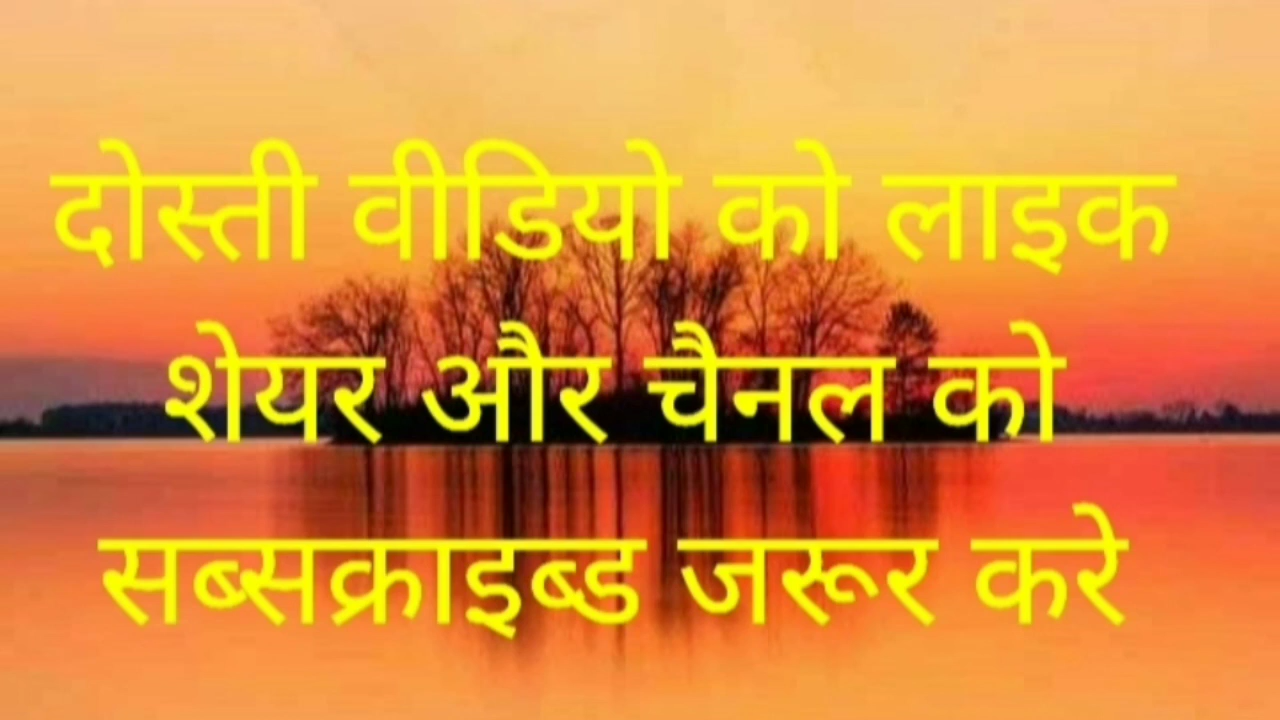 दोस्ती वीडियो को लाइक
शेयर और चैनल को
सब्सक्राइब्ड जरूर करे